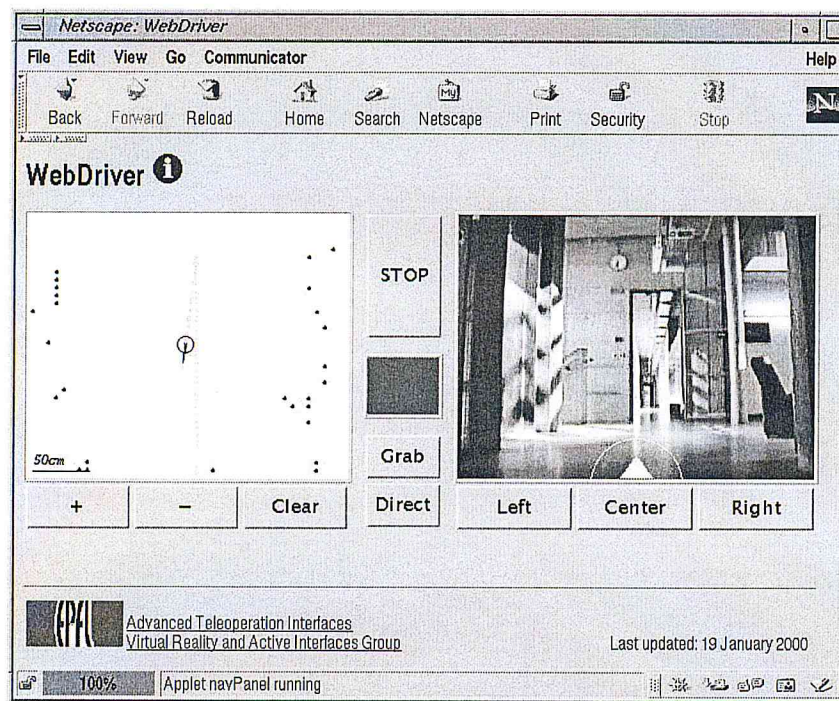 Netscape: WebDriver
File Edit View Go Communicator Help
Back Forward Reload Home Search My Netscape Print Security Stop N
WebDriver i
STOP
50cm
Grab
+ - Clear Direct Left Center Right
EPFL
Advanced Teleoperation Interfaces
Virtual Reality and Active Interfaces Group
Last updated: 19 January 2000
100% Applet navPanel running